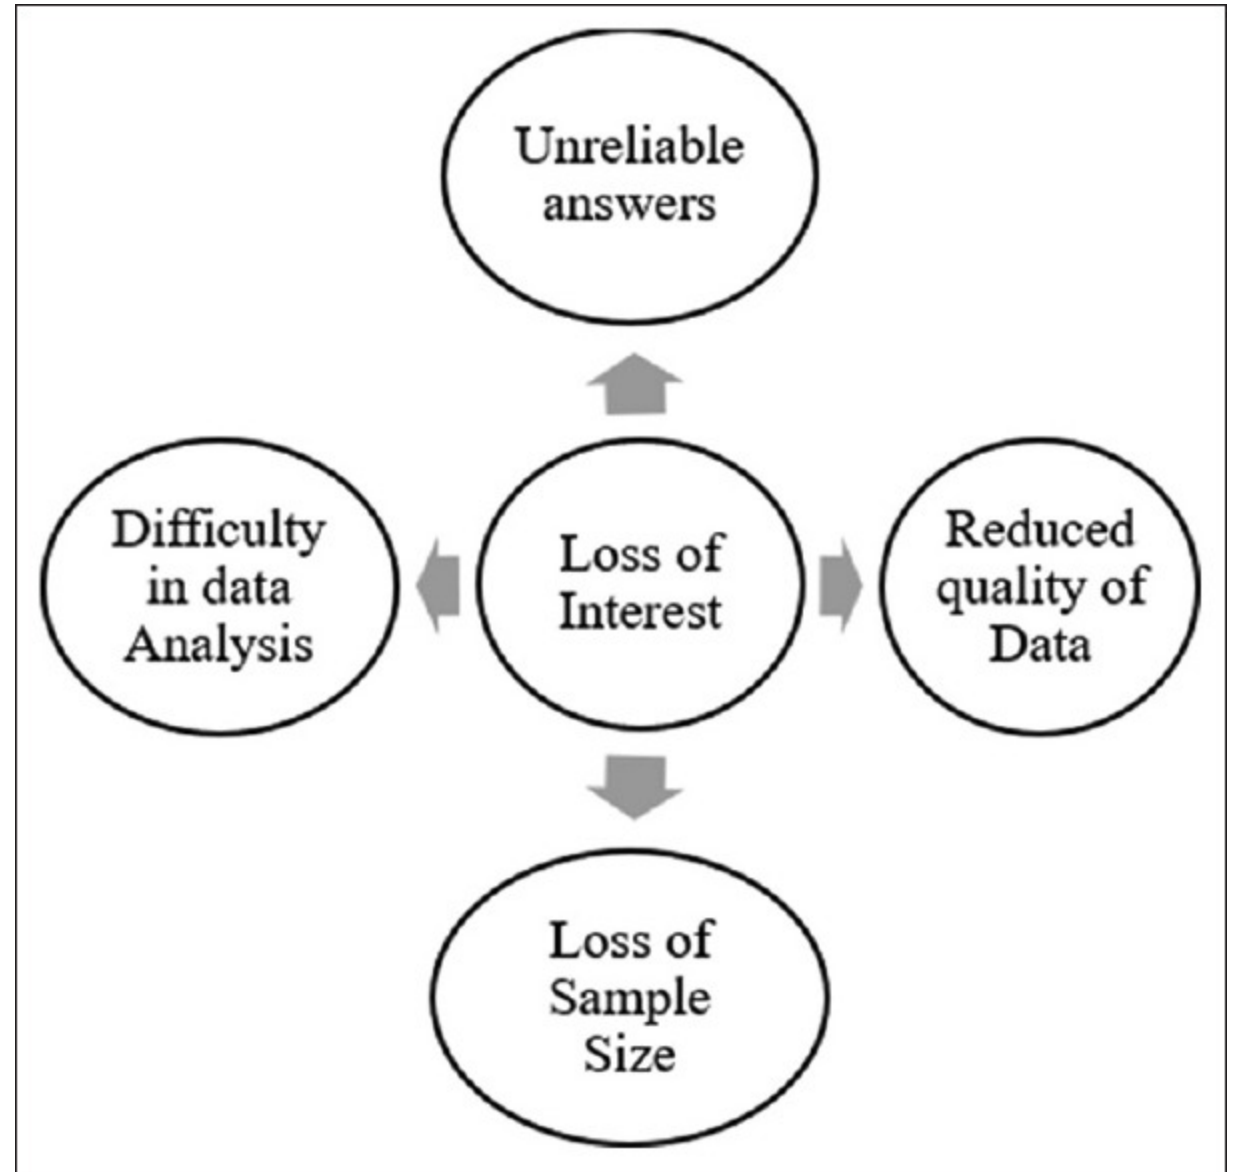 Unreliable
answers
Difficulty
in data
Analysis
Loss of
Interest
Reduced
quality of
Data
Loss of
Sample
Size